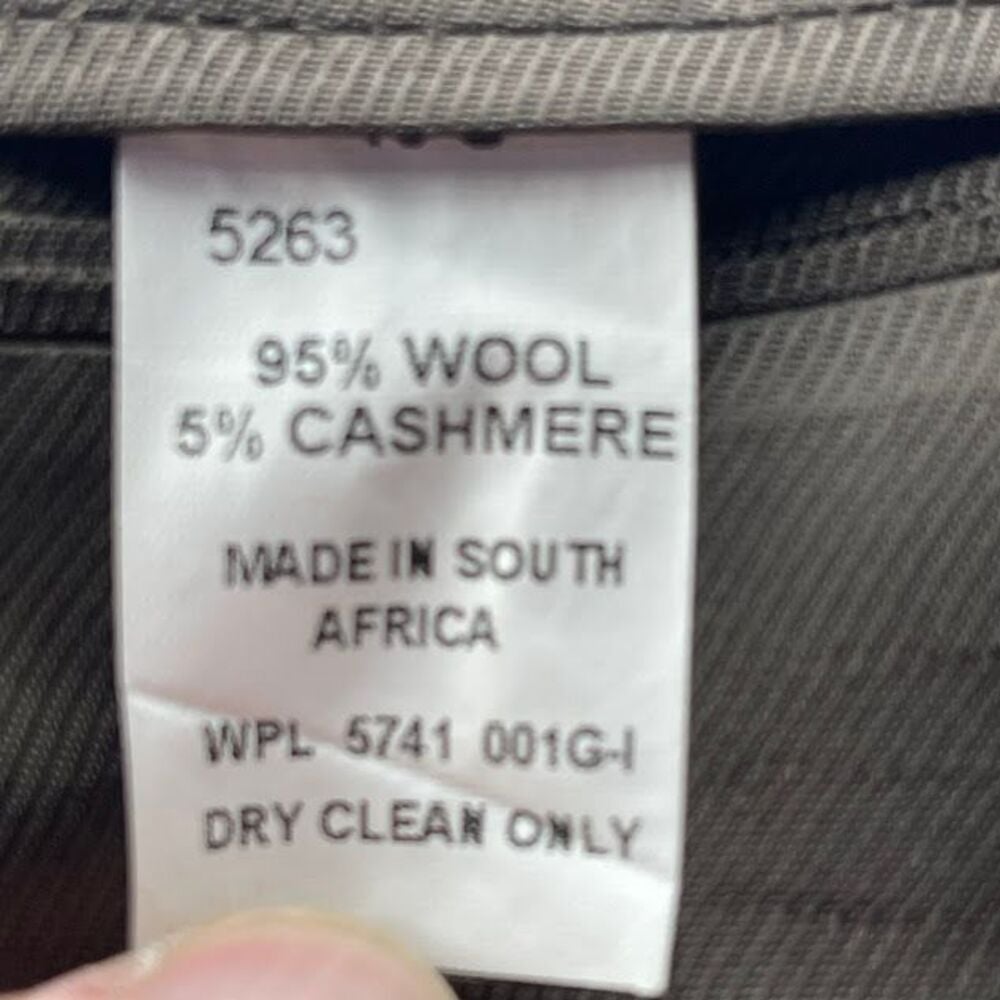 5263
95% WOOL
5% CASHMERE
MADE IN SOUTH
AFRICA
WPL 5741 001G-I
DRY CLEAN ONLY